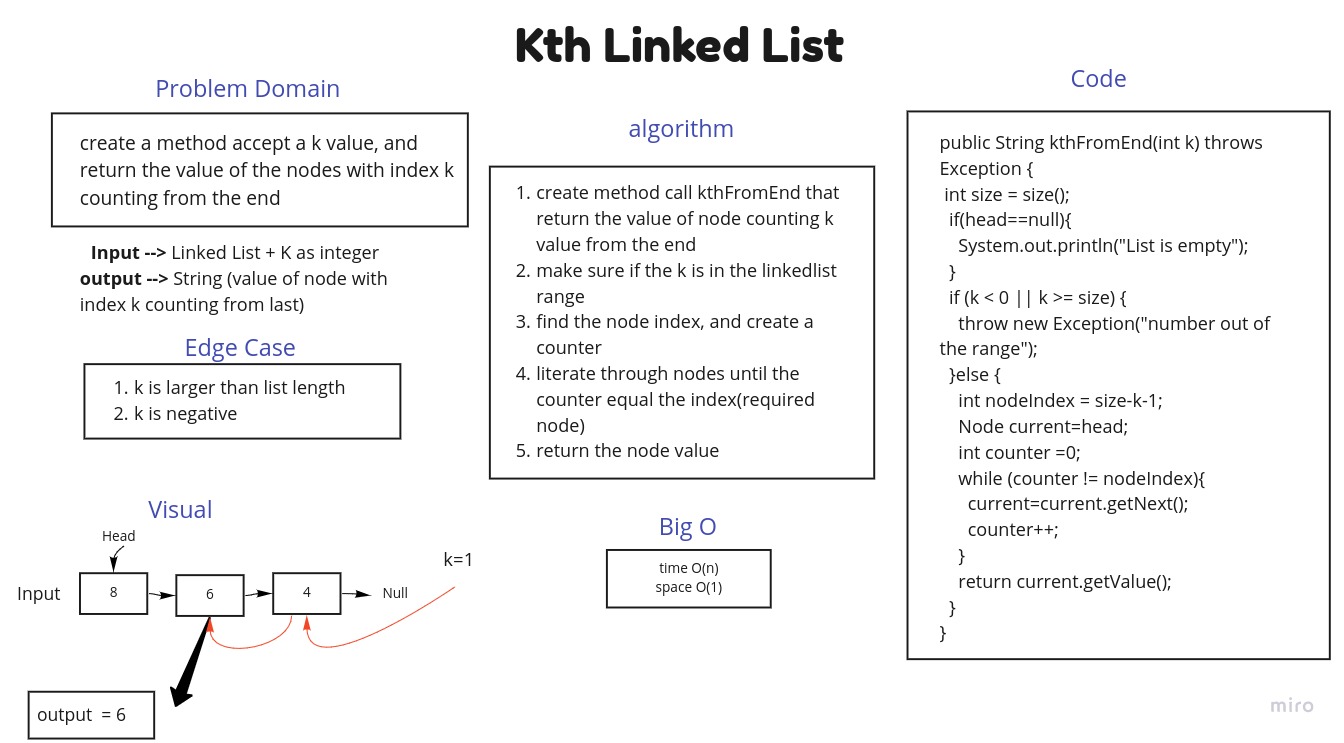 Kth Linked List
Problem Domain
create a method accept a k value, and
return the value of the nodes with index k
counting from the end
Input --> Linked List + K as integer
output --> String (value of node with
index k counting from last)
Edge Case
1. k is larger than list length
2. k is negative
Visual
Head
k=1
Input
8
6
4
Null
output = 6
algorithm
1. create method call kthFromEnd that
return the value of node counting k
value from the end
2. make sure if the k is in the linkedlist
range
3. find the node index, and create a
counter
4. literate through nodes until the
counter equal the index(required
node)
5. return the node value
Big O
time O(n)
space O(1)
Code
public String kthFromEnd(int k) throws
Exception {
int size = size();
if(head==null){
System.out.println("List is empty");
}
if (k < 0 || k >= size) {
throw new Exception("number out of
the range");
}else {
int nodeIndex = size-k-1;
Node current=head;
int counter =0;
while (counter != nodeIndex){
current=current.getNext();
counter++;
}
return current.getValue();
}
}
miro